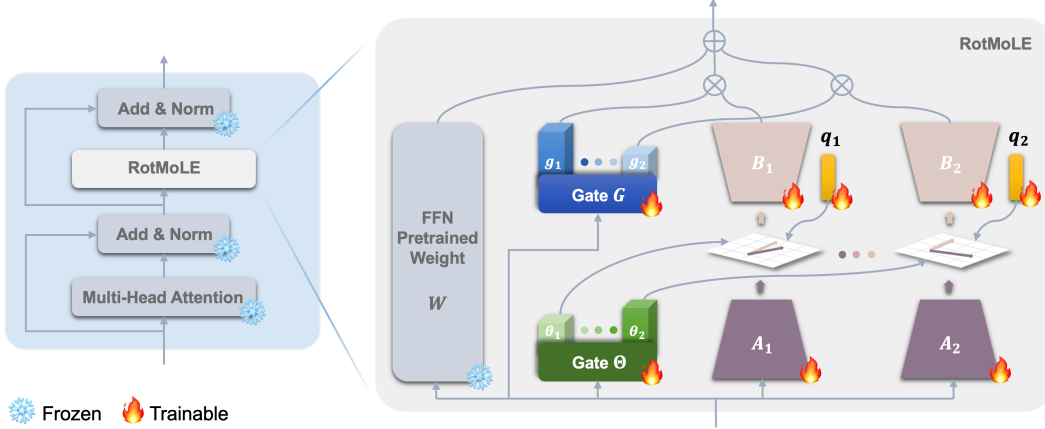 Add & Norm
RotMoLE
Add & Norm
Multi-Head Attention
Frozen
Trainable
RotMoLE
FFN
Pretrained
Weight
W
g₁
g₂
Gate G
θ₁
θ₂
Gate Θ
B₁
q₁
B₂
q₂
A₁
A₂